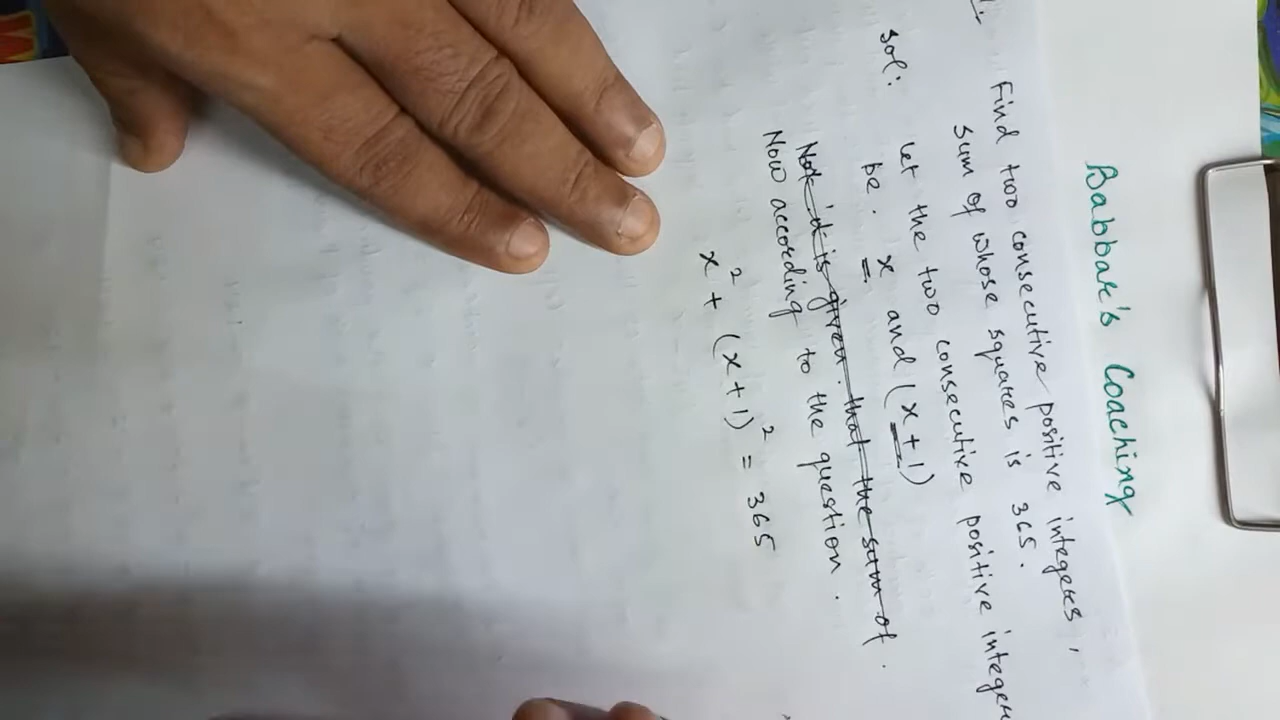 Babbar's Coaching
Find two consecutive positive integers,
sum of whose squares is 365.
Sol: Let the two consecutive positive integers
be. x and (x+1)
Not it is given. that the sum of.
Now according to the question.
x² + (x+1)² = 365